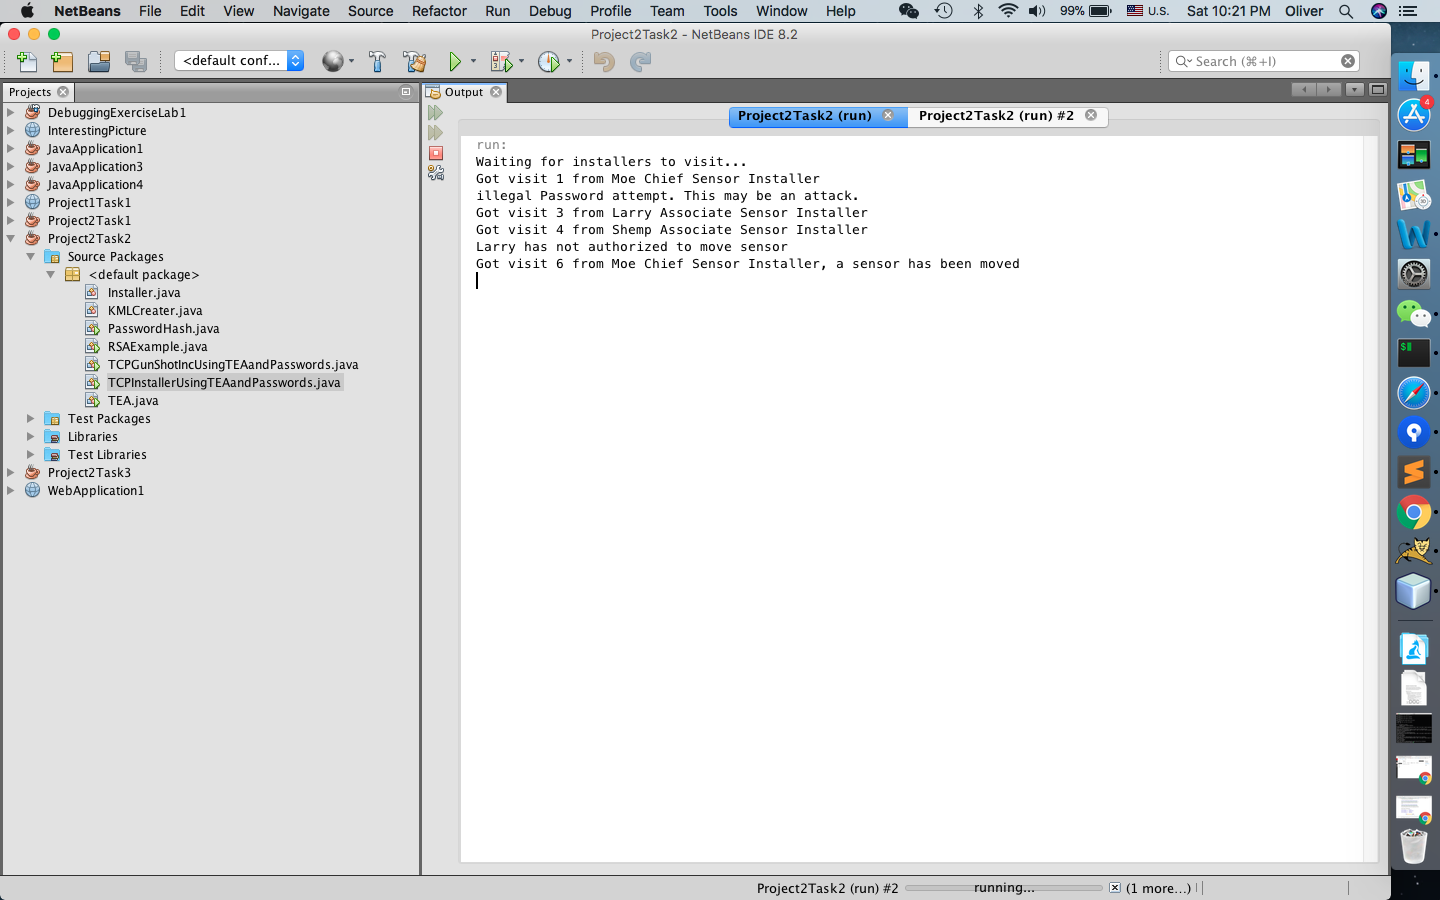 NetBeans File Edit View Navigate Source Refactor Run Debug Profile Team Tools Window Help 99% U.S. Sat 10:21 PM Oliver
Project2Task2 - NetBeans IDE 8.2
<default conf...
Search (⌘+I)
Projects
Output
DebuggingExerciseLab1
InterestingPicture
JavaApplication1
JavaApplication3
JavaApplication4
Project1Task1
Project2Task1
Project2Task2
Source Packages
<default package>
Installer.java
KMLCreater.java
PasswordHash.java
RSAExample.java
TCPGunShotIncUsingTEAandPasswords.java
TCPInstallerUsingTEAandPasswords.java
TEA.java
Test Packages
Libraries
Test Libraries
Project2Task3
WebApplication1
Project2Task2 (run) Project2Task2 (run) #2
run:
Waiting for installers to visit...
Got visit 1 from Moe Chief Sensor Installer
illegal Password attempt. This may be an attack.
Got visit 3 from Larry Associate Sensor Installer
Got visit 4 from Shemp Associate Sensor Installer
Larry has not authorized to move sensor
Got visit 6 from Moe Chief Sensor Installer, a sensor has been moved
4
Project2Task2 (run) #2 running... (1 more...)